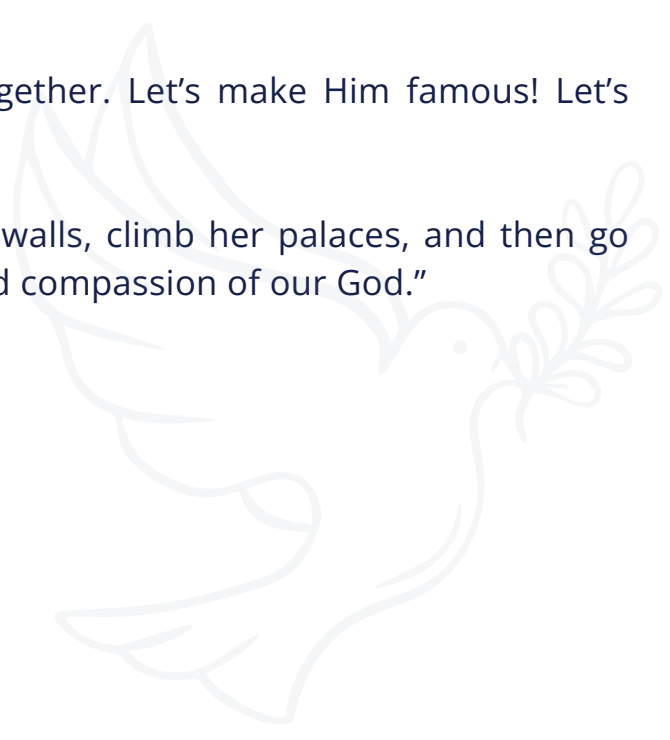 gether. Let’s make Him famous! Let’s
walls, climb her palaces, and then go
compassion of our God.”